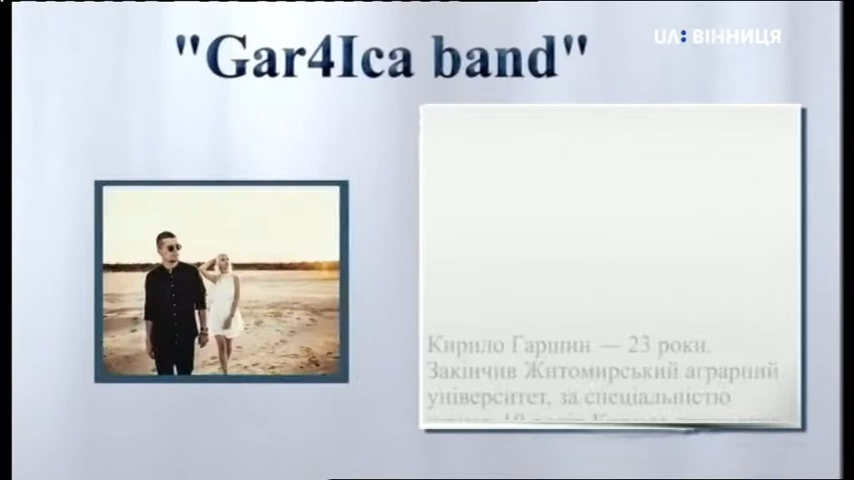 "Gar4Ica band"
UA: ВІННИЦЯ
Кирило Гаршин — 23 роки.
Закінчив Житомирський аграрний
університет, за спеціальністю